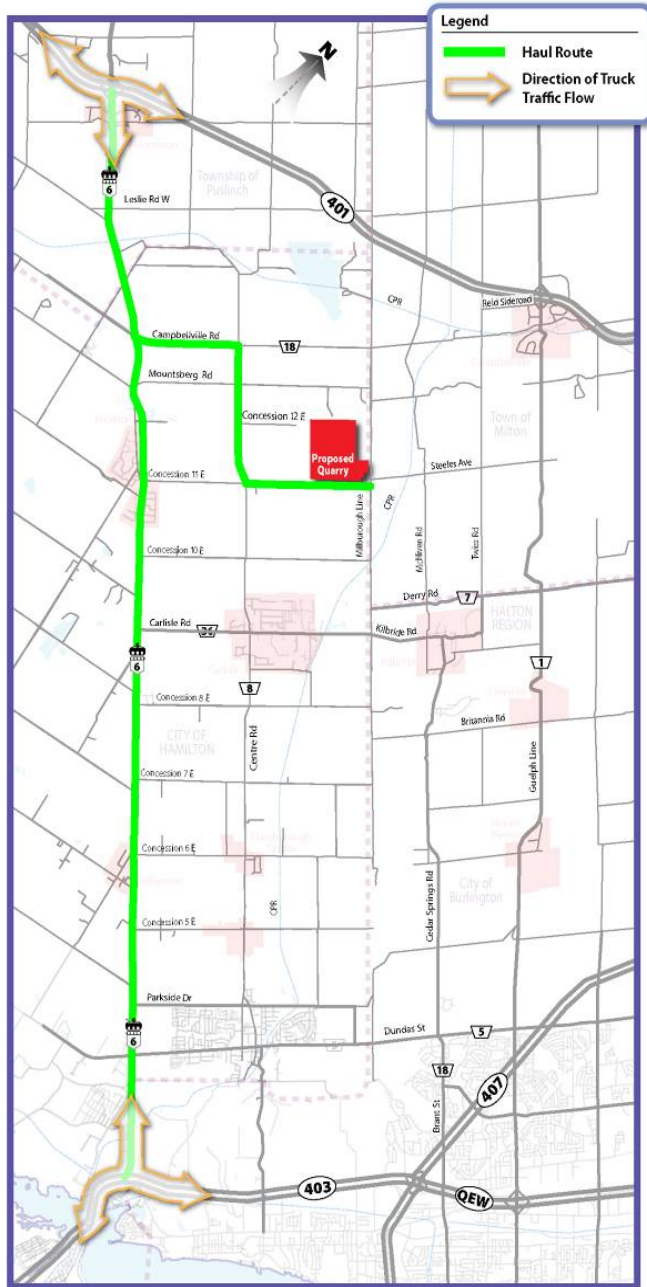 Legend
Haul Route
Direction of Truck
Traffic Flow
N
Township of
Puslinch
6
Leslie Rd W
401
CPR
Reid Sideroad
Campbellville Rd
18
Mountsberg Rd
Town of
Milton
Concession 12 E
Proposed
Quarry
Steeles Ave
Concession 11 E
Milburough Line
CPR
McNiven Rd
Twiss Rd
Concession 10 E
Derry Rd
7
HALTON
REGION
Carlisle Rd
36
Kilbride Rd
6
8
1
Concession 8 E
Britannia Rd
CITY OF
HAMILTON
Centre Rd
Guelph Line
Concession 7 E
Concession 6 E
Cedar Springs Rd
City of
Burlington
Concession 5 E
CPR
Parkside Dr
6
Dundas St
5
18
Brant St
407
403
QEW